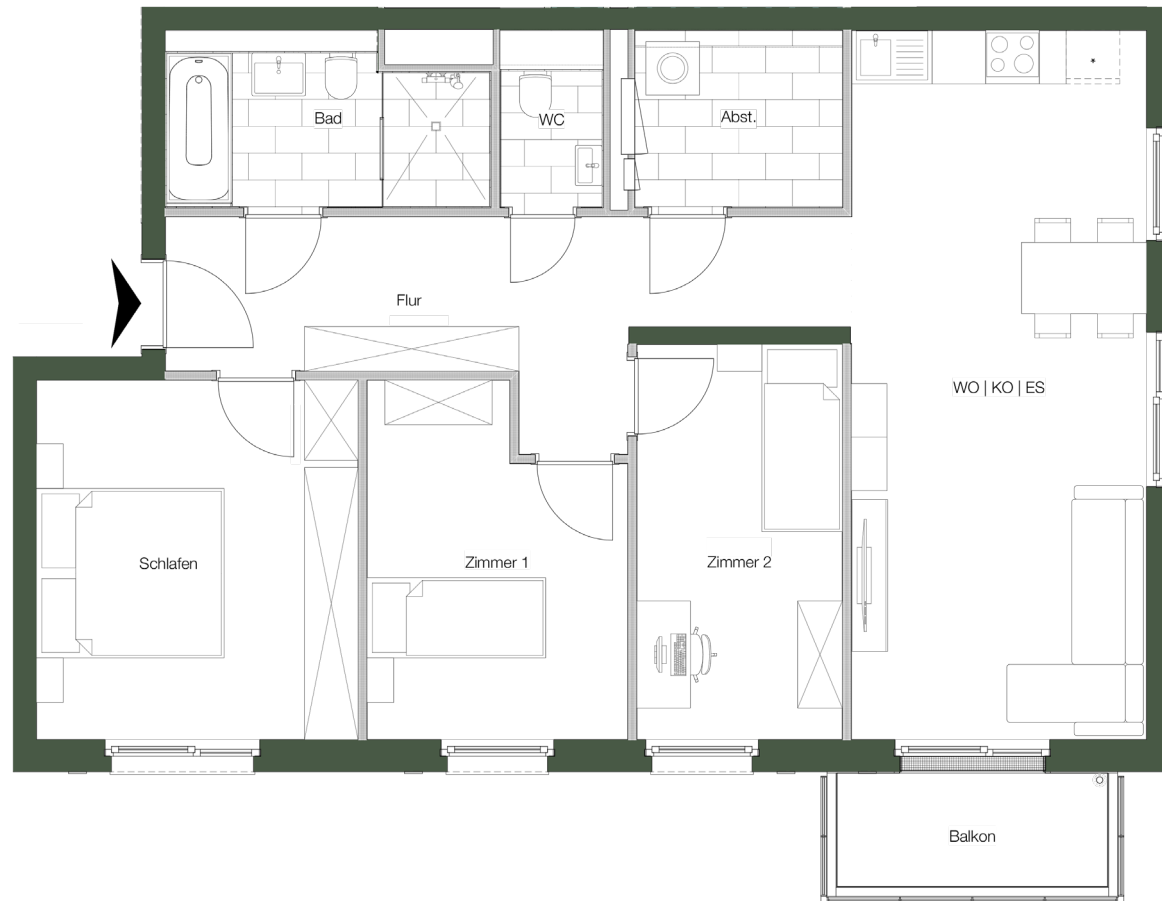 Bad
WC
Abst.
Flur
WO | KO | ES
Schlafen
Zimmer 1
Zimmer 2
Balkon